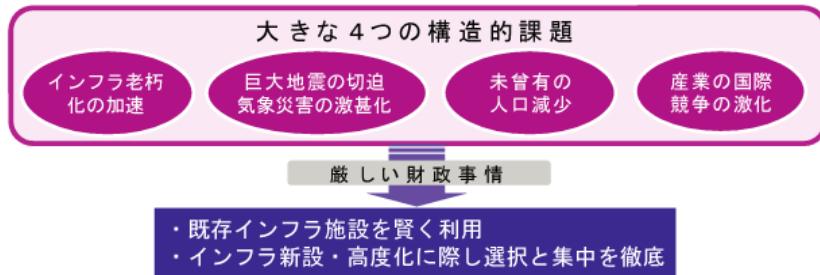 大きな4つの構造的課題
インフラ老朽
化の加速
巨大地震の切迫
気象災害の激甚化
未曾有の
人口減少
産業の国際
競争の激化
厳しい財政事情
・既存インフラ施設を賢く利用
・インフラ新設・高度化に際し選択と集中を徹底